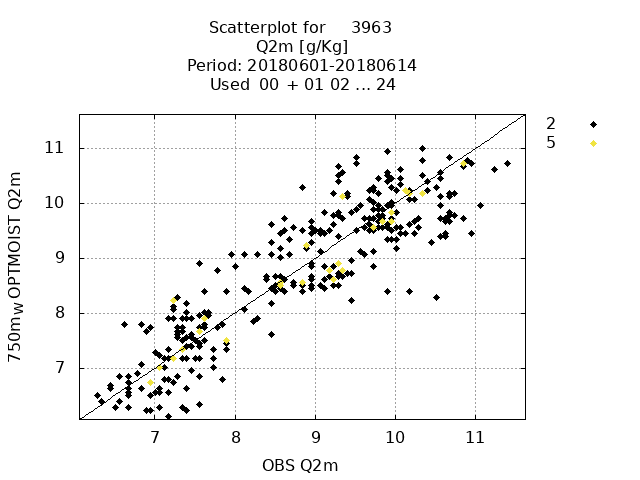 Scatterplot for 3963
Q2m [g/Kg]
Period: 20180601-20180614
Used 00 + 01 02 ... 24
2
5
11
10
9
8
7
750mW OPTMOIST Q2m
7 8 9 10 11
OBS Q2m